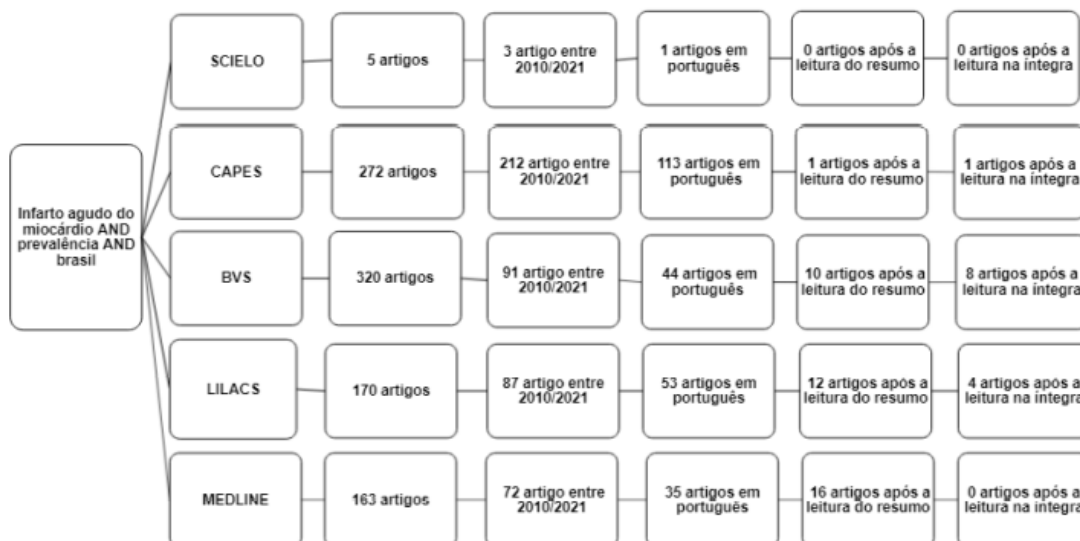 SCIELO
5 artigos
3 artigo entre
2010/2021
1 artigos em
português
0 artigos após a
leitura do resumo
0 artigos após a
leitura na íntegra
Infarto agudo do
miocárdio AND
prevalência AND
brasil
CAPES
272 artigos
212 artigo entre
2010/2021
113 artigos em
português
1 artigos após a
leitura do resumo
1 artigos após a
leitura na íntegra
BVS
320 artigos
91 artigo entre
2010/2021
44 artigos em
português
10 artigos após a
leitura do resumo
8 artigos após a
leitura na íntegra
LILACS
170 artigos
87 artigo entre
2010/2021
53 artigos em
português
12 artigos após a
leitura do resumo
4 artigos após a
leitura na íntegra
MEDLINE
163 artigos
72 artigo entre
2010/2021
35 artigos em
português
16 artigos após a
leitura do resumo
0 artigos após a
leitura na íntegra